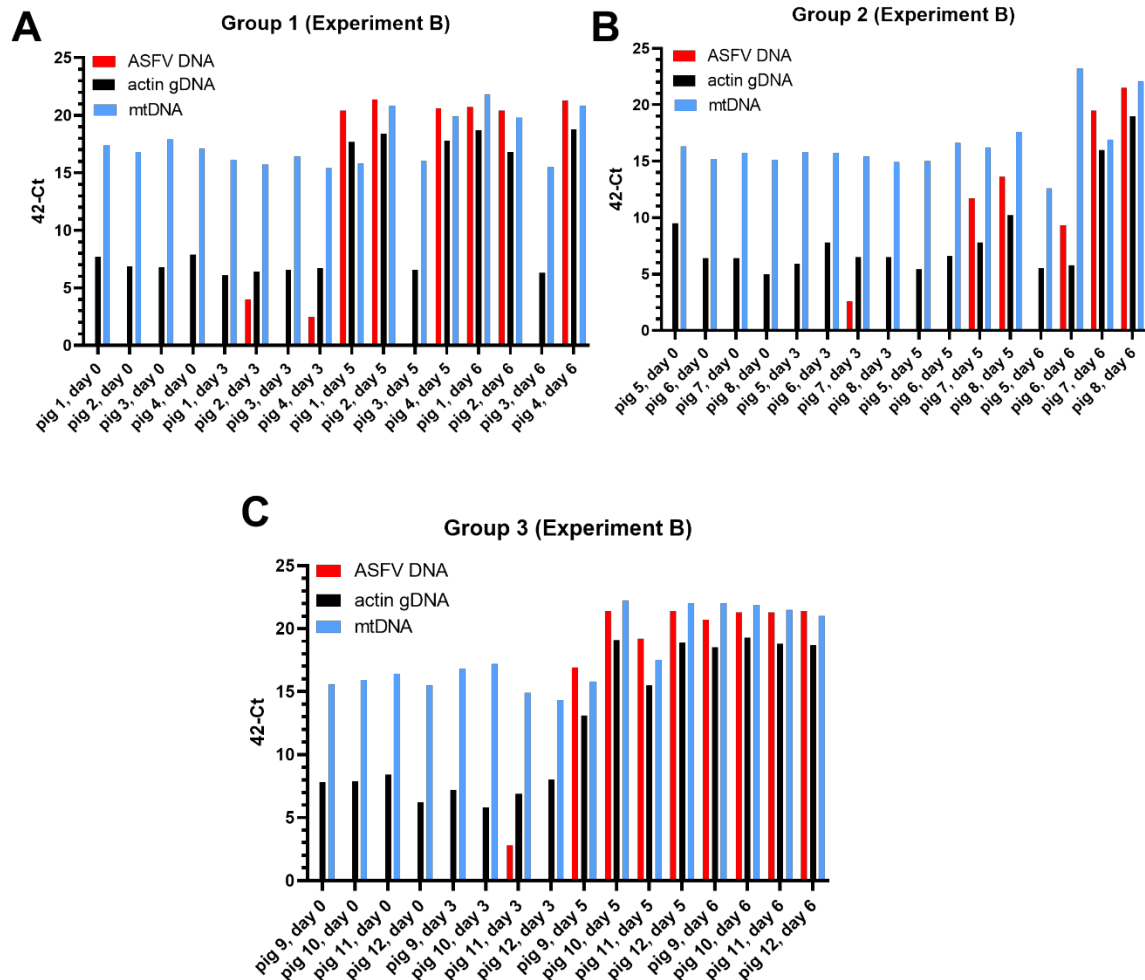 A
Group 1 (Experiment B)
25
20
15
10
5
0
42-Ct
ASFV DNA
actin gDNA
mtDNA
pig 1, day 0
pig 2, day 0
pig 3, day 0
pig 4, day 0
pig 1, day 3
pig 2, day 3
pig 3, day 3
pig 4, day 3
pig 1, day 5
pig 2, day 5
pig 3, day 5
pig 4, day 5
pig 1, day 6
pig 2, day 6
pig 3, day 6
pig 4, day 6
B
Group 2 (Experiment B)
25
20
15
10
5
0
42-Ct
ASFV DNA
actin gDNA
mtDNA
pig 5, day 0
pig 6, day 0
pig 7, day 0
pig 8, day 0
pig 5, day 3
pig 6, day 3
pig 7, day 3
pig 8, day 3
pig 5, day 5
pig 6, day 5
pig 7, day 5
pig 8, day 5
pig 5, day 6
pig 6, day 6
pig 7, day 6
pig 8, day 6
C
Group 3 (Experiment B)
25
20
15
10
5
0
42-Ct
ASFV DNA
actin gDNA
mtDNA
pig 9, day 0
pig 10, day 0
pig 11, day 0
pig 12, day 0
pig 9, day 3
pig 10, day 3
pig 11, day 3
pig 12, day 3
pig 9, day 5
pig 10, day 5
pig 11, day 5
pig 12, day 5
pig 9, day 6
pig 10, day 6
pig 11, day 6
pig 12, day 6